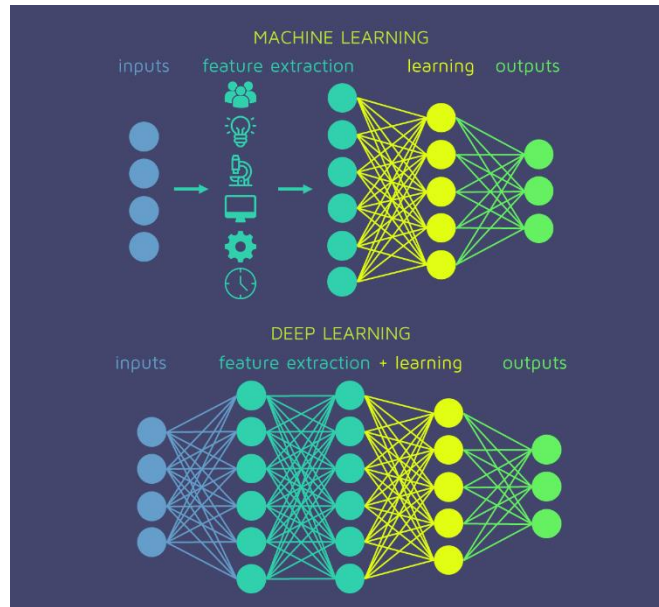 MACHINE LEARNING
inputs feature extraction learning outputs
DEEP LEARNING
inputs feature extraction + learning outputs